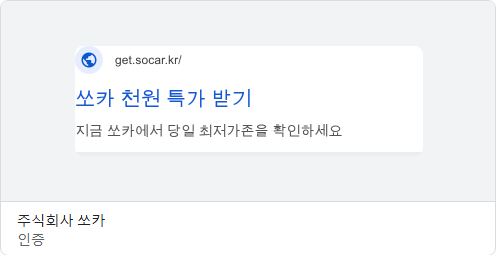 get.socar.kr/
쏘카 천원 특가 받기
지금 쏘카에서 당일 최저가존을 확인하세요
주식회사 쏘카
인증